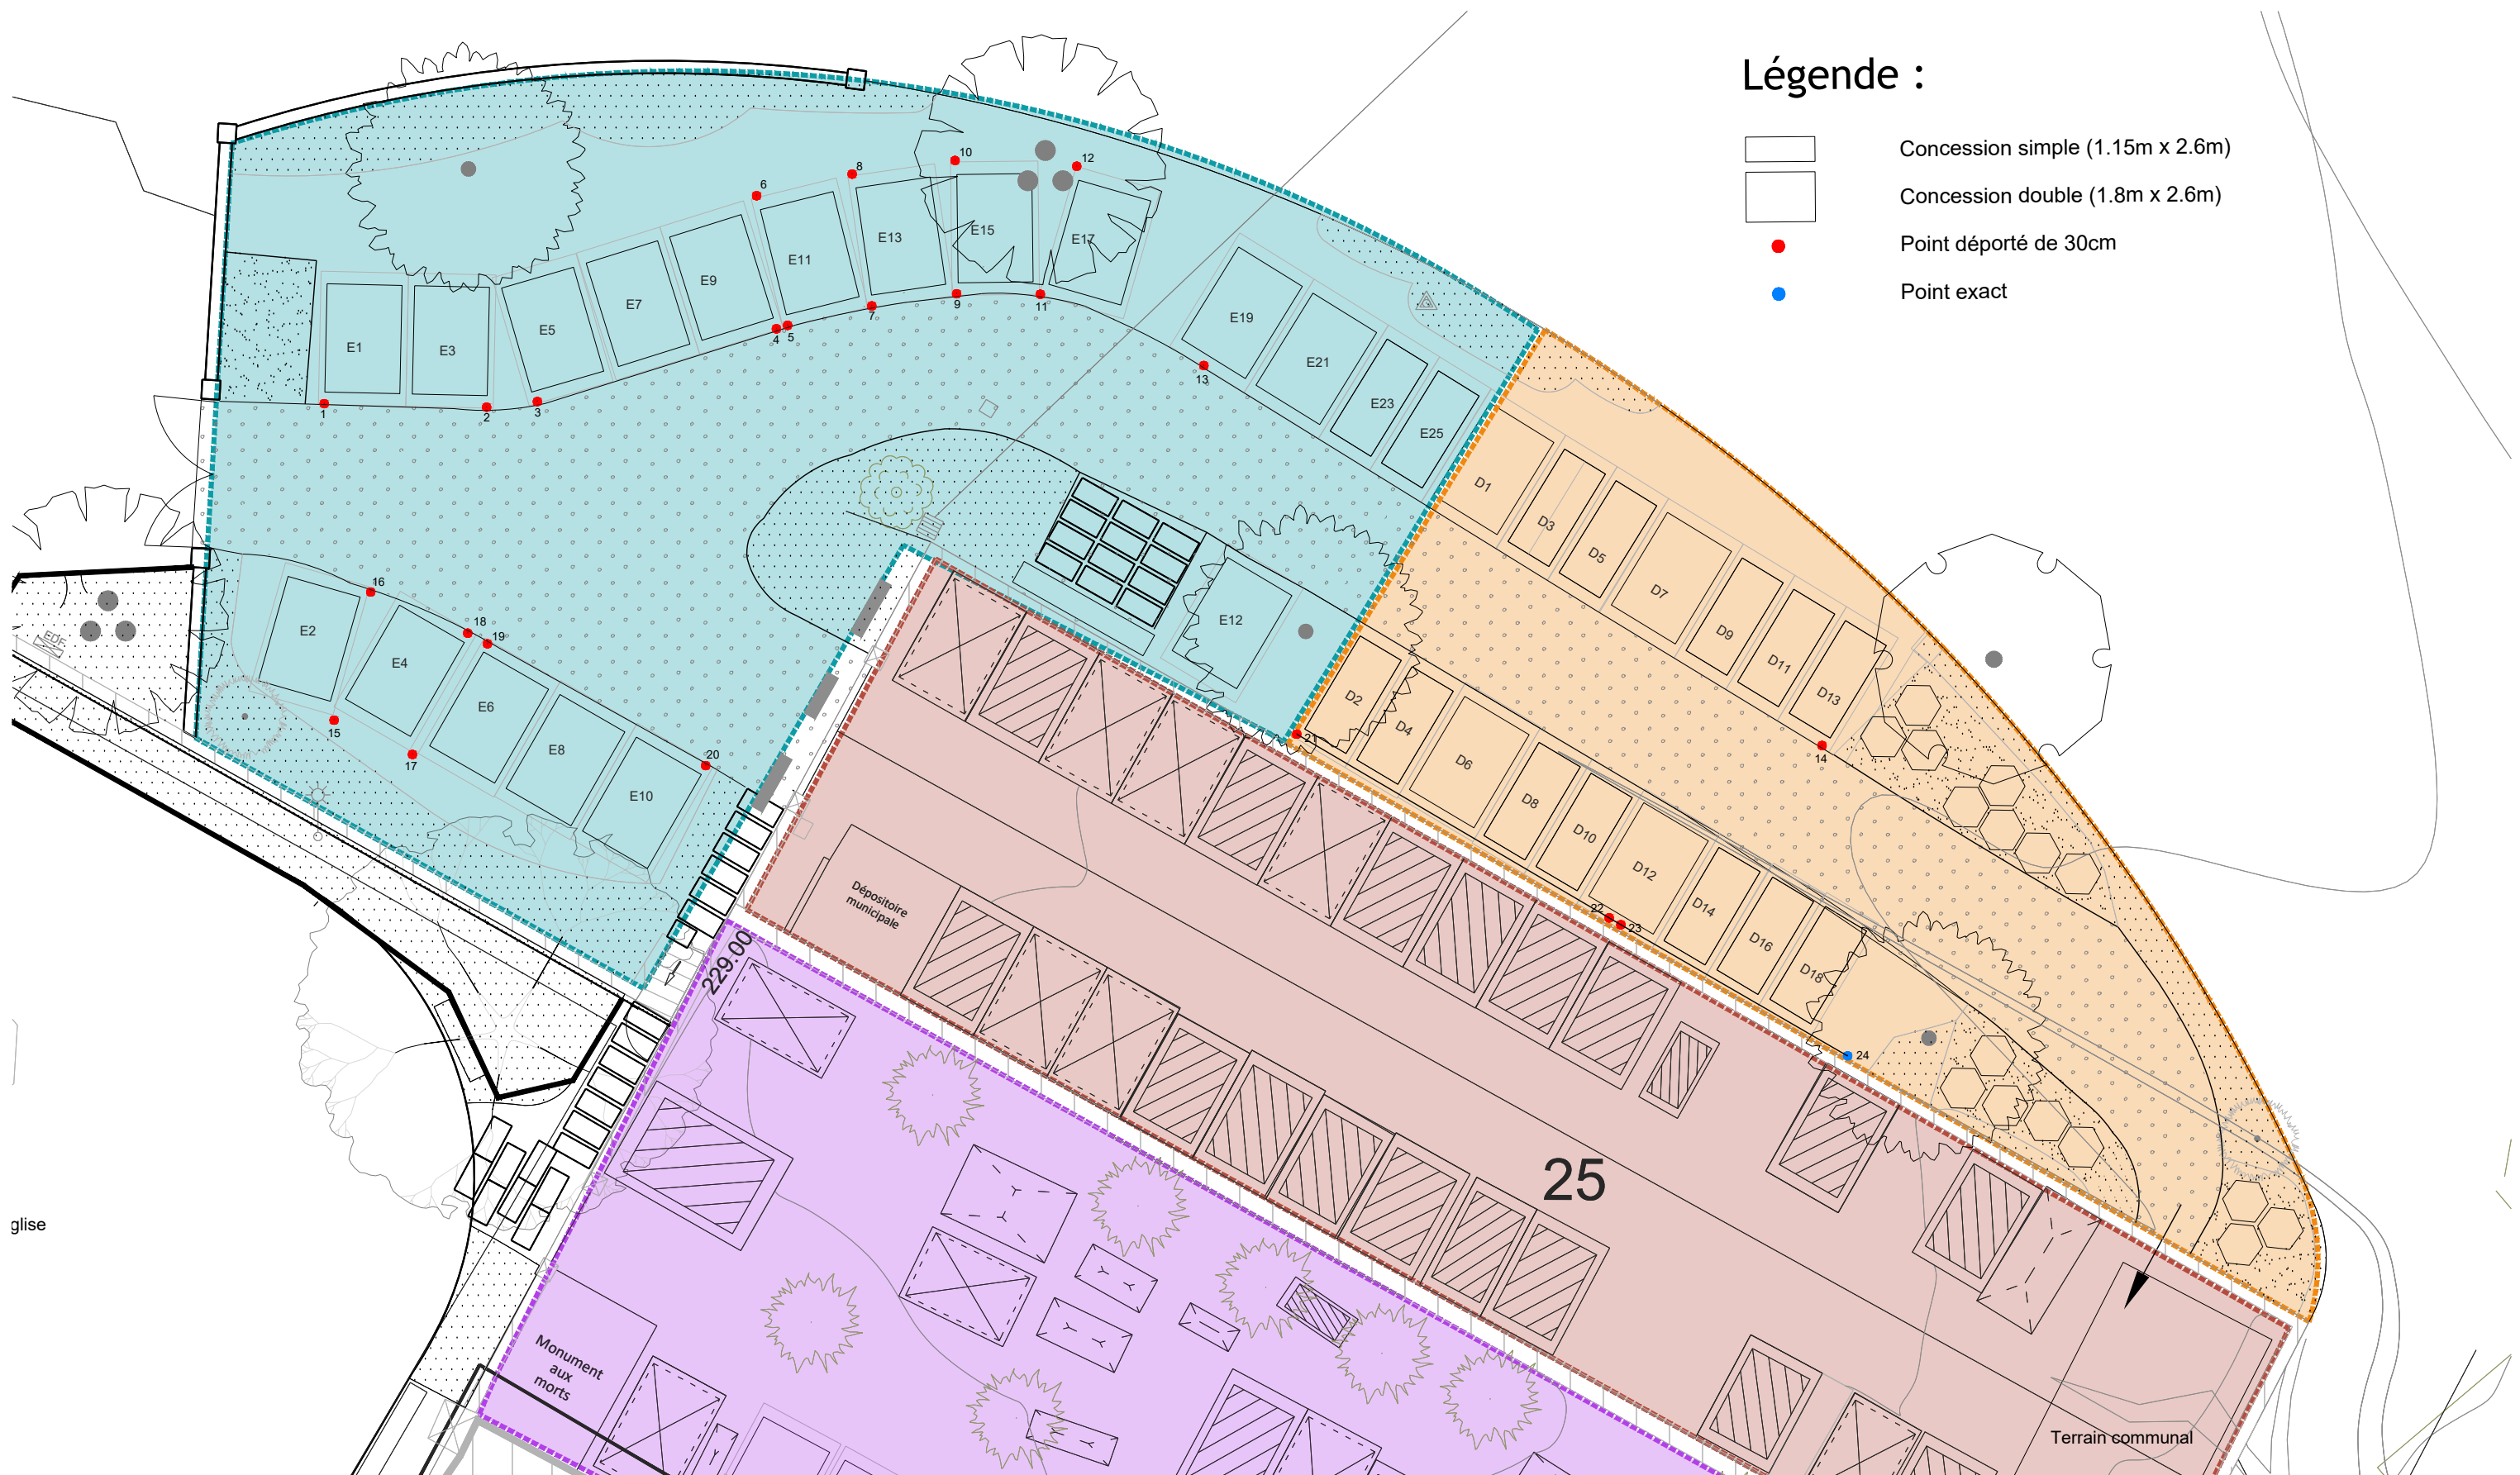 Légende :
Concession simple (1.15m x 2.6m)
Concession double (1.8m x 2.6m)
Point déporté de 30cm
Point exact
10
12
8
6
E15
E17
E13
E11
E9
E7
E5
E1
E3
E19
E21
E23
E25
9
11
7
4
5
13
1
2
3
D1
D3
D5
D7
D9
D11
D13
14
16
18
19
E2
E4
E6
E8
E10
E12
15
17
20
EDF
D2
D4
D6
D8
D10
D12
D14
D16
D18
21
22
23
24
Dépositoire
municipale
229.00
25
glise
Monument
aux
morts
Terrain communal